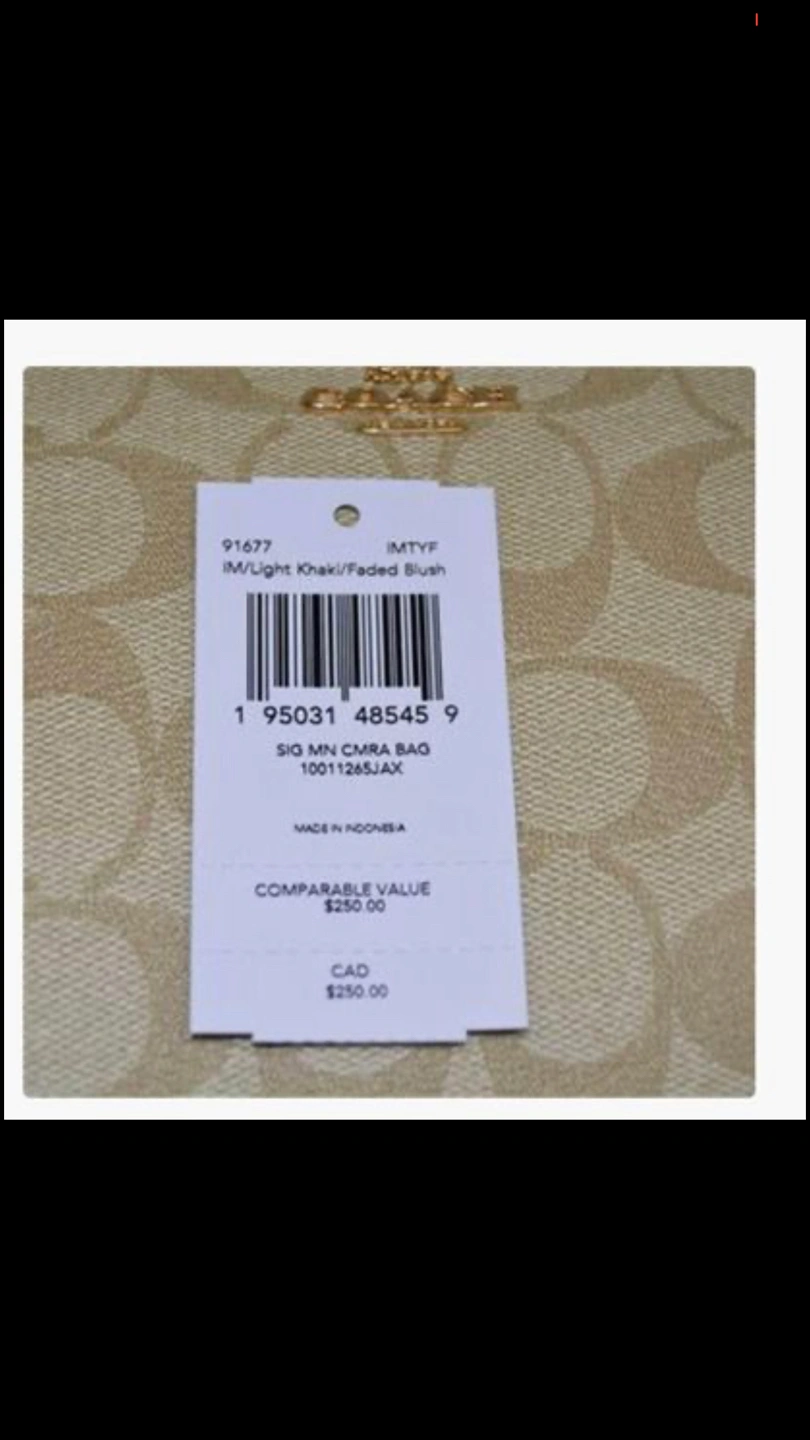 COACH
91677 IMTYF
IM/Light Khaki/Faded Blush
1 95031 48545 9
SIG MN CMRA BAG
10011265JAX
MADE IN INDONESIA
COMPARABLE VALUE
$250.00
CAD
$250.00